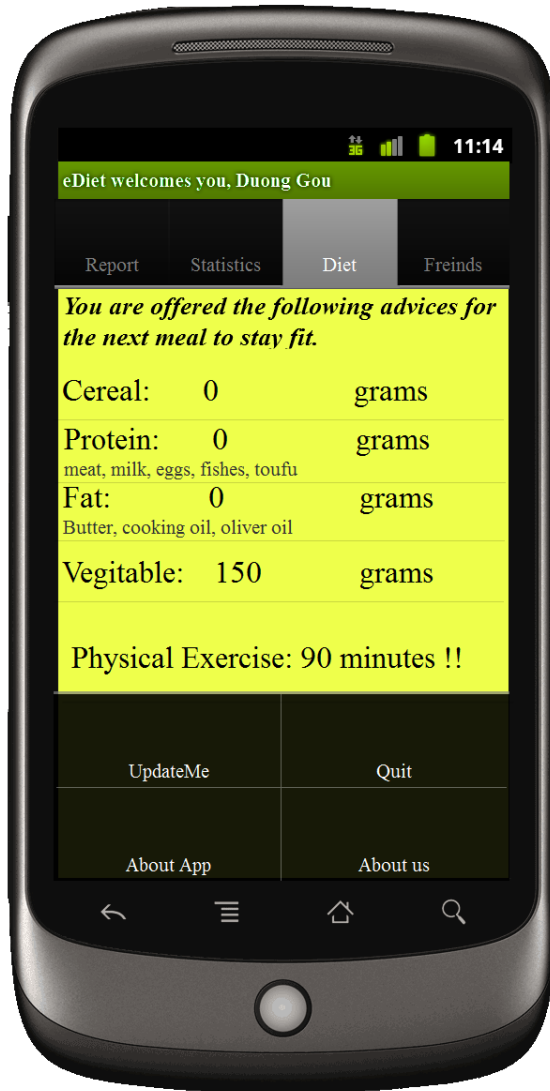 3G 11:14
eDiet welcomes you, Duong Gou
Report Statistics Diet Freinds
You are offered the following advices for
the next meal to stay fit.
Cereal: 0 grams
Protein: 0 grams
meat, milk, eggs, fishes, toufu
Fat: 0 grams
Butter, cooking oil, oliver oil
Vegitable: 150 grams
Physical Exercise: 90 minutes !!
UpdateMe Quit
About App About us